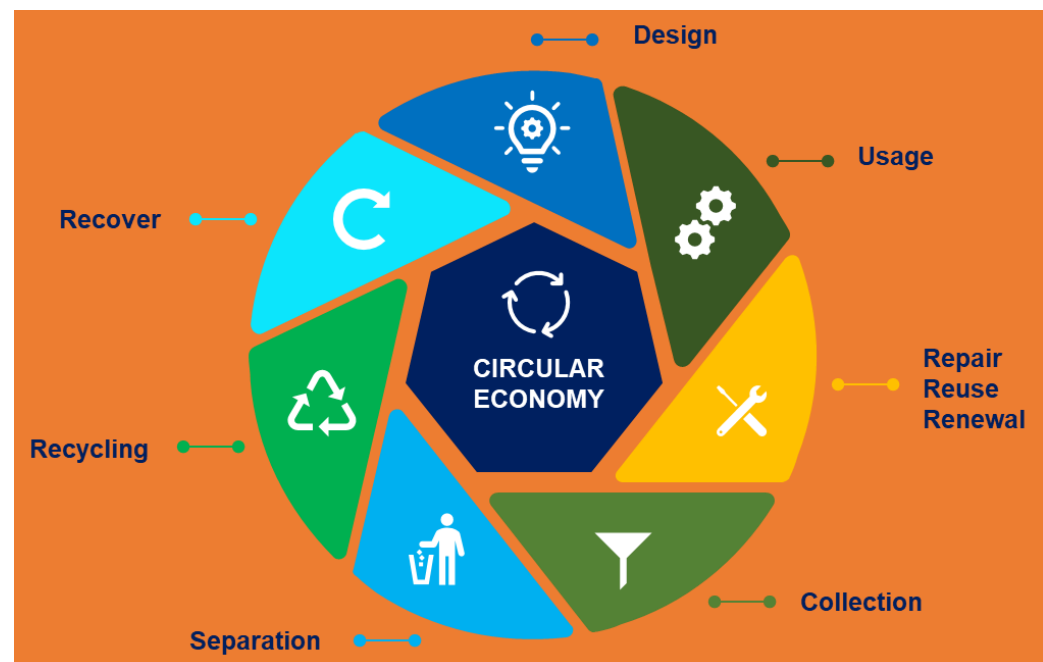 Design
Usage
Repair
Reuse
Renewal
Collection
Separation
Recycling
Recover
CIRCULAR
ECONOMY